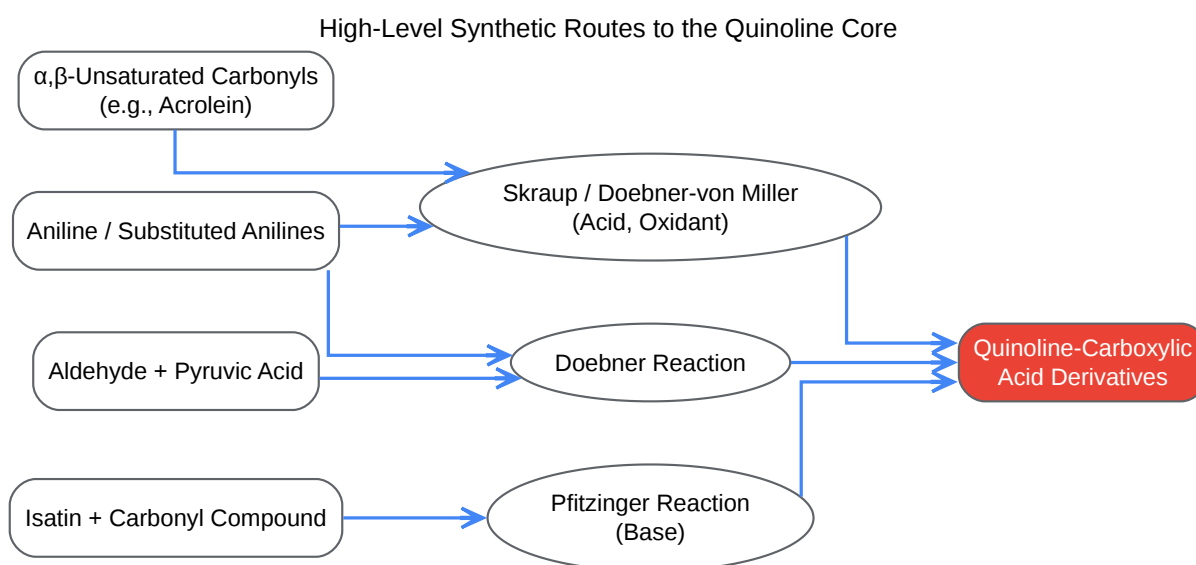 High-Level Synthetic Routes to the Quinoline Core
α,β-Unsaturated Carbonyls
(e.g., Acrolein)
Skraup / Doebner-von Miller
(Acid, Oxidant)
Aniline / Substituted Anilines
Aldehyde + Pyruvic Acid
Doebner Reaction
Quinoline-Carboxylic
Acid Derivatives
Isatin + Carbonyl Compound
Pfitzinger Reaction
(Base)